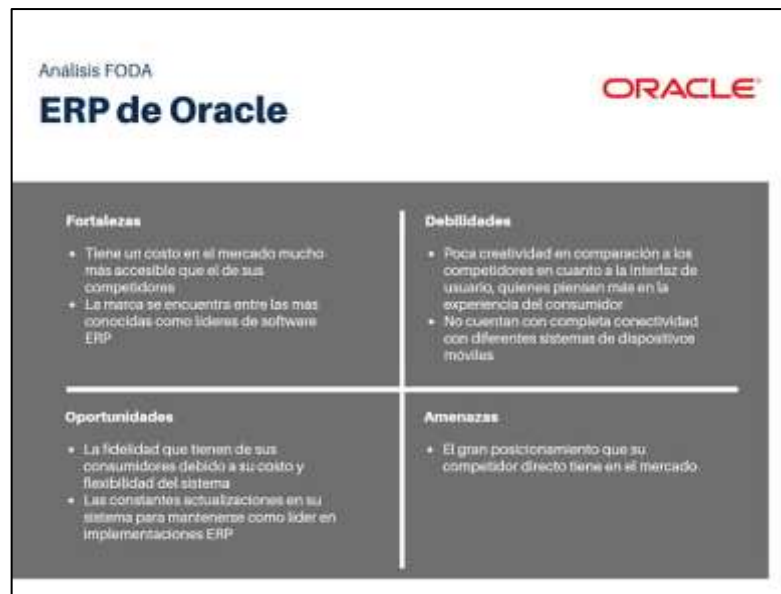 Análisis FODA
ERP de Oracle
ORACLE
Fortalezas
• Tiene un costo en el mercado mucho
más accesible que el de sus
competidores
• La marca se encuentra entre las más
conocidas como líderes de software
ERP
Debilidades
• Poca creatividad en comparación a los
competidores en cuanto a la interfaz de
usuario, quienes piensan más en la
experiencia del consumidor
• No cuentan con completa conectividad
con diferentes sistemas de dispositivos
móviles
Oportunidades
• La fidelidad que tienen de sus
consumidores debido a su costo y
flexibilidad del sistema
• Las constantes actualizaciones en su
sistema para mantenerse como líder en
implementaciones ERP
Amenazas
• El gran posicionamiento que su
competidor directo tiene en el mercado